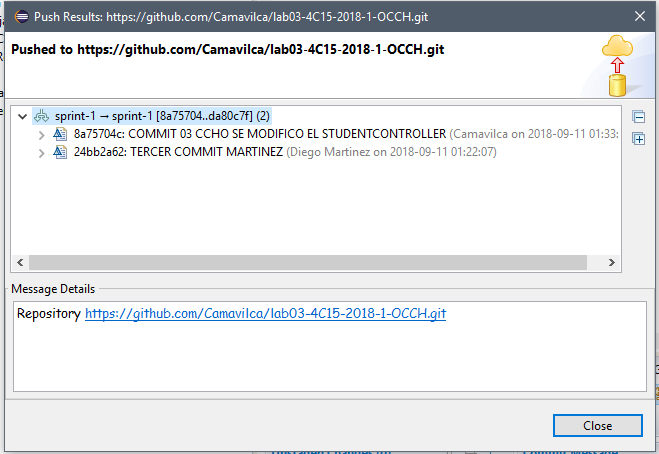 Push Results: https://github.com/Camavilca/lab03-4C15-2018-1-OCCH.git
Pushed to https://github.com/Camavilca/lab03-4C15-2018-1-OCCH.git
sprint-1 → sprint-1 [8a75704..da80c7f] (2)
8a75704c: COMMIT 03 CCHO SE MODIFICO EL STUDENTCONTROLLER (Camavilca on 2018-09-11 01:33:
24bb2a62: TERCER COMMIT MARTINEZ (Diego Martinez on 2018-09-11 01:22:07)
Message Details
Repository https://github.com/Camavilca/lab03-4C15-2018-1-OCCH.git
Close